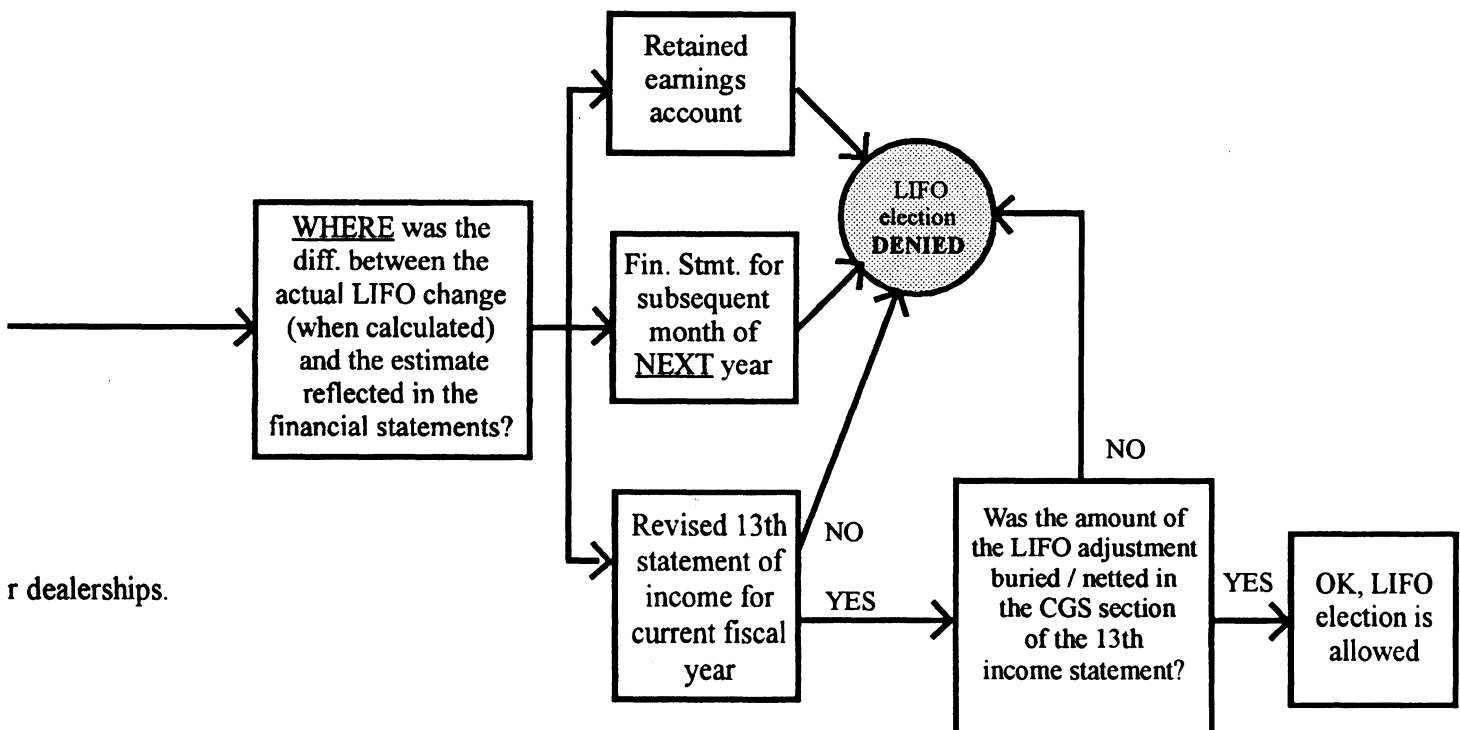 Retained
earnings
account
LIFO
election
DENIED
WHERE was the
diff. between the
actual LIFO change
(when calculated)
and the estimate
reflected in the
financial statements?
Fin. Stmt. for
subsequent
month of
NEXT year
Revised 13th
statement of
income for
current fiscal
year
NO
YES
NO
Was the amount of
the LIFO adjustment
buried / netted in
the CGS section
of the 13th
income statement?
YES
OK, LIFO
election is
allowed
r dealerships.